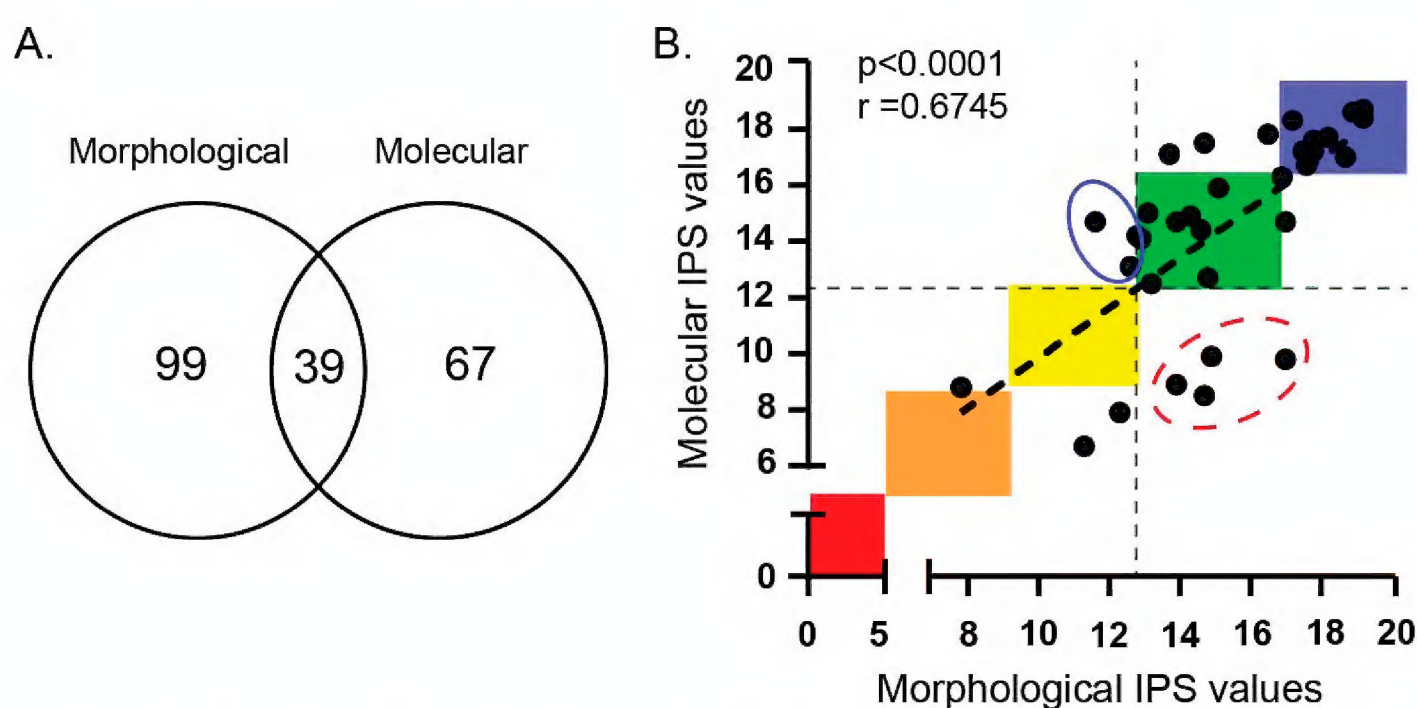 A.
Morphological
Molecular
99
39
67
B.
p<0.0001
r =0.6745
Molecular IPS values
20
18
16
14
12
10
8
6
0
0 5 8 10 12 14 16 18 20
Morphological IPS values